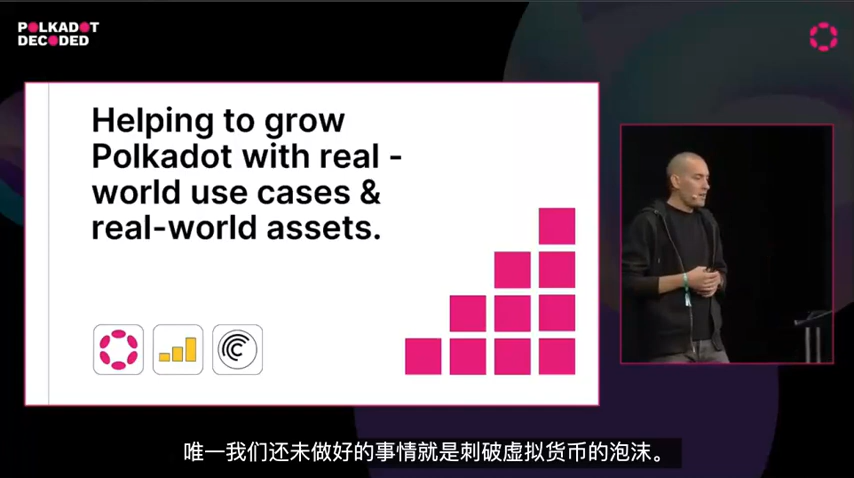 POLKADOT
DECODED
Helping to grow
Polkadot with real -
world use cases &
real-world assets.
唯一我们还未做好的事情就是刺破虚拟货币的泡沫。